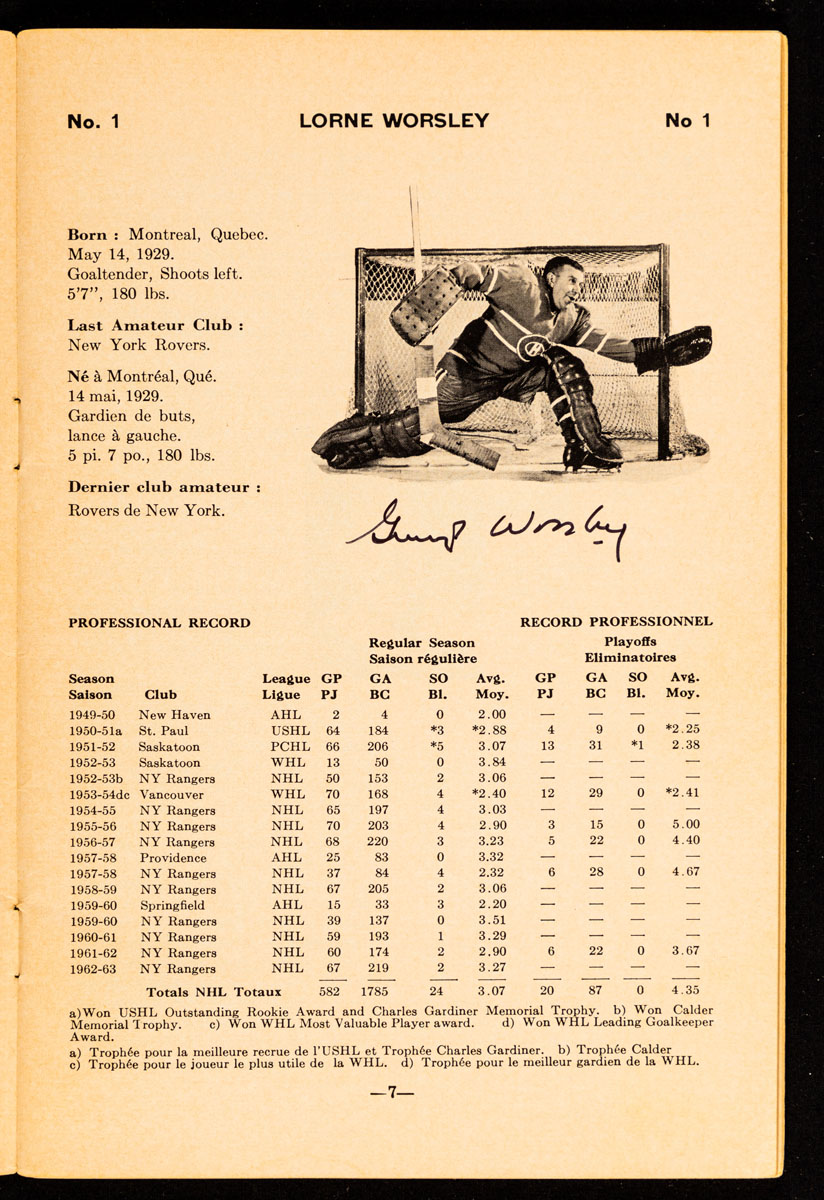 No. 1 LORNE WORSLEY No 1
Born : Montreal, Quebec.
May 14, 1929.
Goaltender, Shoots left.
5'7", 180 lbs.
Last Amateur Club :
New York Rovers.
Né à Montréal, Qué.
14 mai, 1929.
Gardien de buts,
lance à gauche.
5 pi. 7 po., 180 lbs.
Dernier club amateur :
Rovers de New York.
Gump Worsley
PROFESSIONAL RECORD RECORD PROFESSIONNEL
Regular Season Playoffs
Saison régulière Eliminatoires
Season League GP GA SO Avg. GP GA SO Avg.
Saison Club Ligue PJ BC Bl. Moy. PJ BC Bl. Moy.
1949-50 New Haven AHL 2 4 0 2.00 — — — —
1950-51a St. Paul USHL 64 184 *3 *2.88 4 9 0 *2.25
1951-52 Saskatoon PCHL 66 206 *5 3.07 13 31 *1 2.38
1952-53 Saskatoon WHL 13 50 0 3.84 — — — —
1952-53b NY Rangers NHL 50 153 2 3.06 — — — —
1953-54dc Vancouver WHL 70 168 4 *2.40 12 29 0 *2.41
1954-55 NY Rangers NHL 65 197 4 3.03 — — — —
1955-56 NY Rangers NHL 70 203 4 2.90 3 15 0 5.00
1956-57 NY Rangers NHL 68 220 3 3.23 5 22 0 4.40
1957-58 Providence AHL 25 83 0 3.32 — — — —
1957-58 NY Rangers NHL 37 84 4 2.32 6 28 0 4.67
1958-59 NY Rangers NHL 67 205 2 3.06 — — — —
1959-60 Springfield AHL 15 33 3 2.20 — — — —
1959-60 NY Rangers NHL 39 137 0 3.51 — — — —
1960-61 NY Rangers NHL 59 193 1 3.29 — — — —
1961-62 NY Rangers NHL 60 174 2 2.90 6 22 0 3.67
1962-63 NY Rangers NHL 67 219 2 3.27 — — — —
Totals NHL Totaux 582 1785 24 3.07 20 87 0 4.35
a)Won USHL Outstanding Rookie Award and Charles Gardiner Memorial Trophy. b) Won Calder
Memorial Trophy. c) Won WHL Most Valuable Player award. d) Won WHL Leading Goalkeeper
Award.
a) Trophée pour la meilleure recrue de l'USHL et Trophée Charles Gardiner. b) Trophée Calder
c) Trophée pour le joueur le plus utile de la WHL. d) Trophée pour le meilleur gardien de la WHL.
—7—